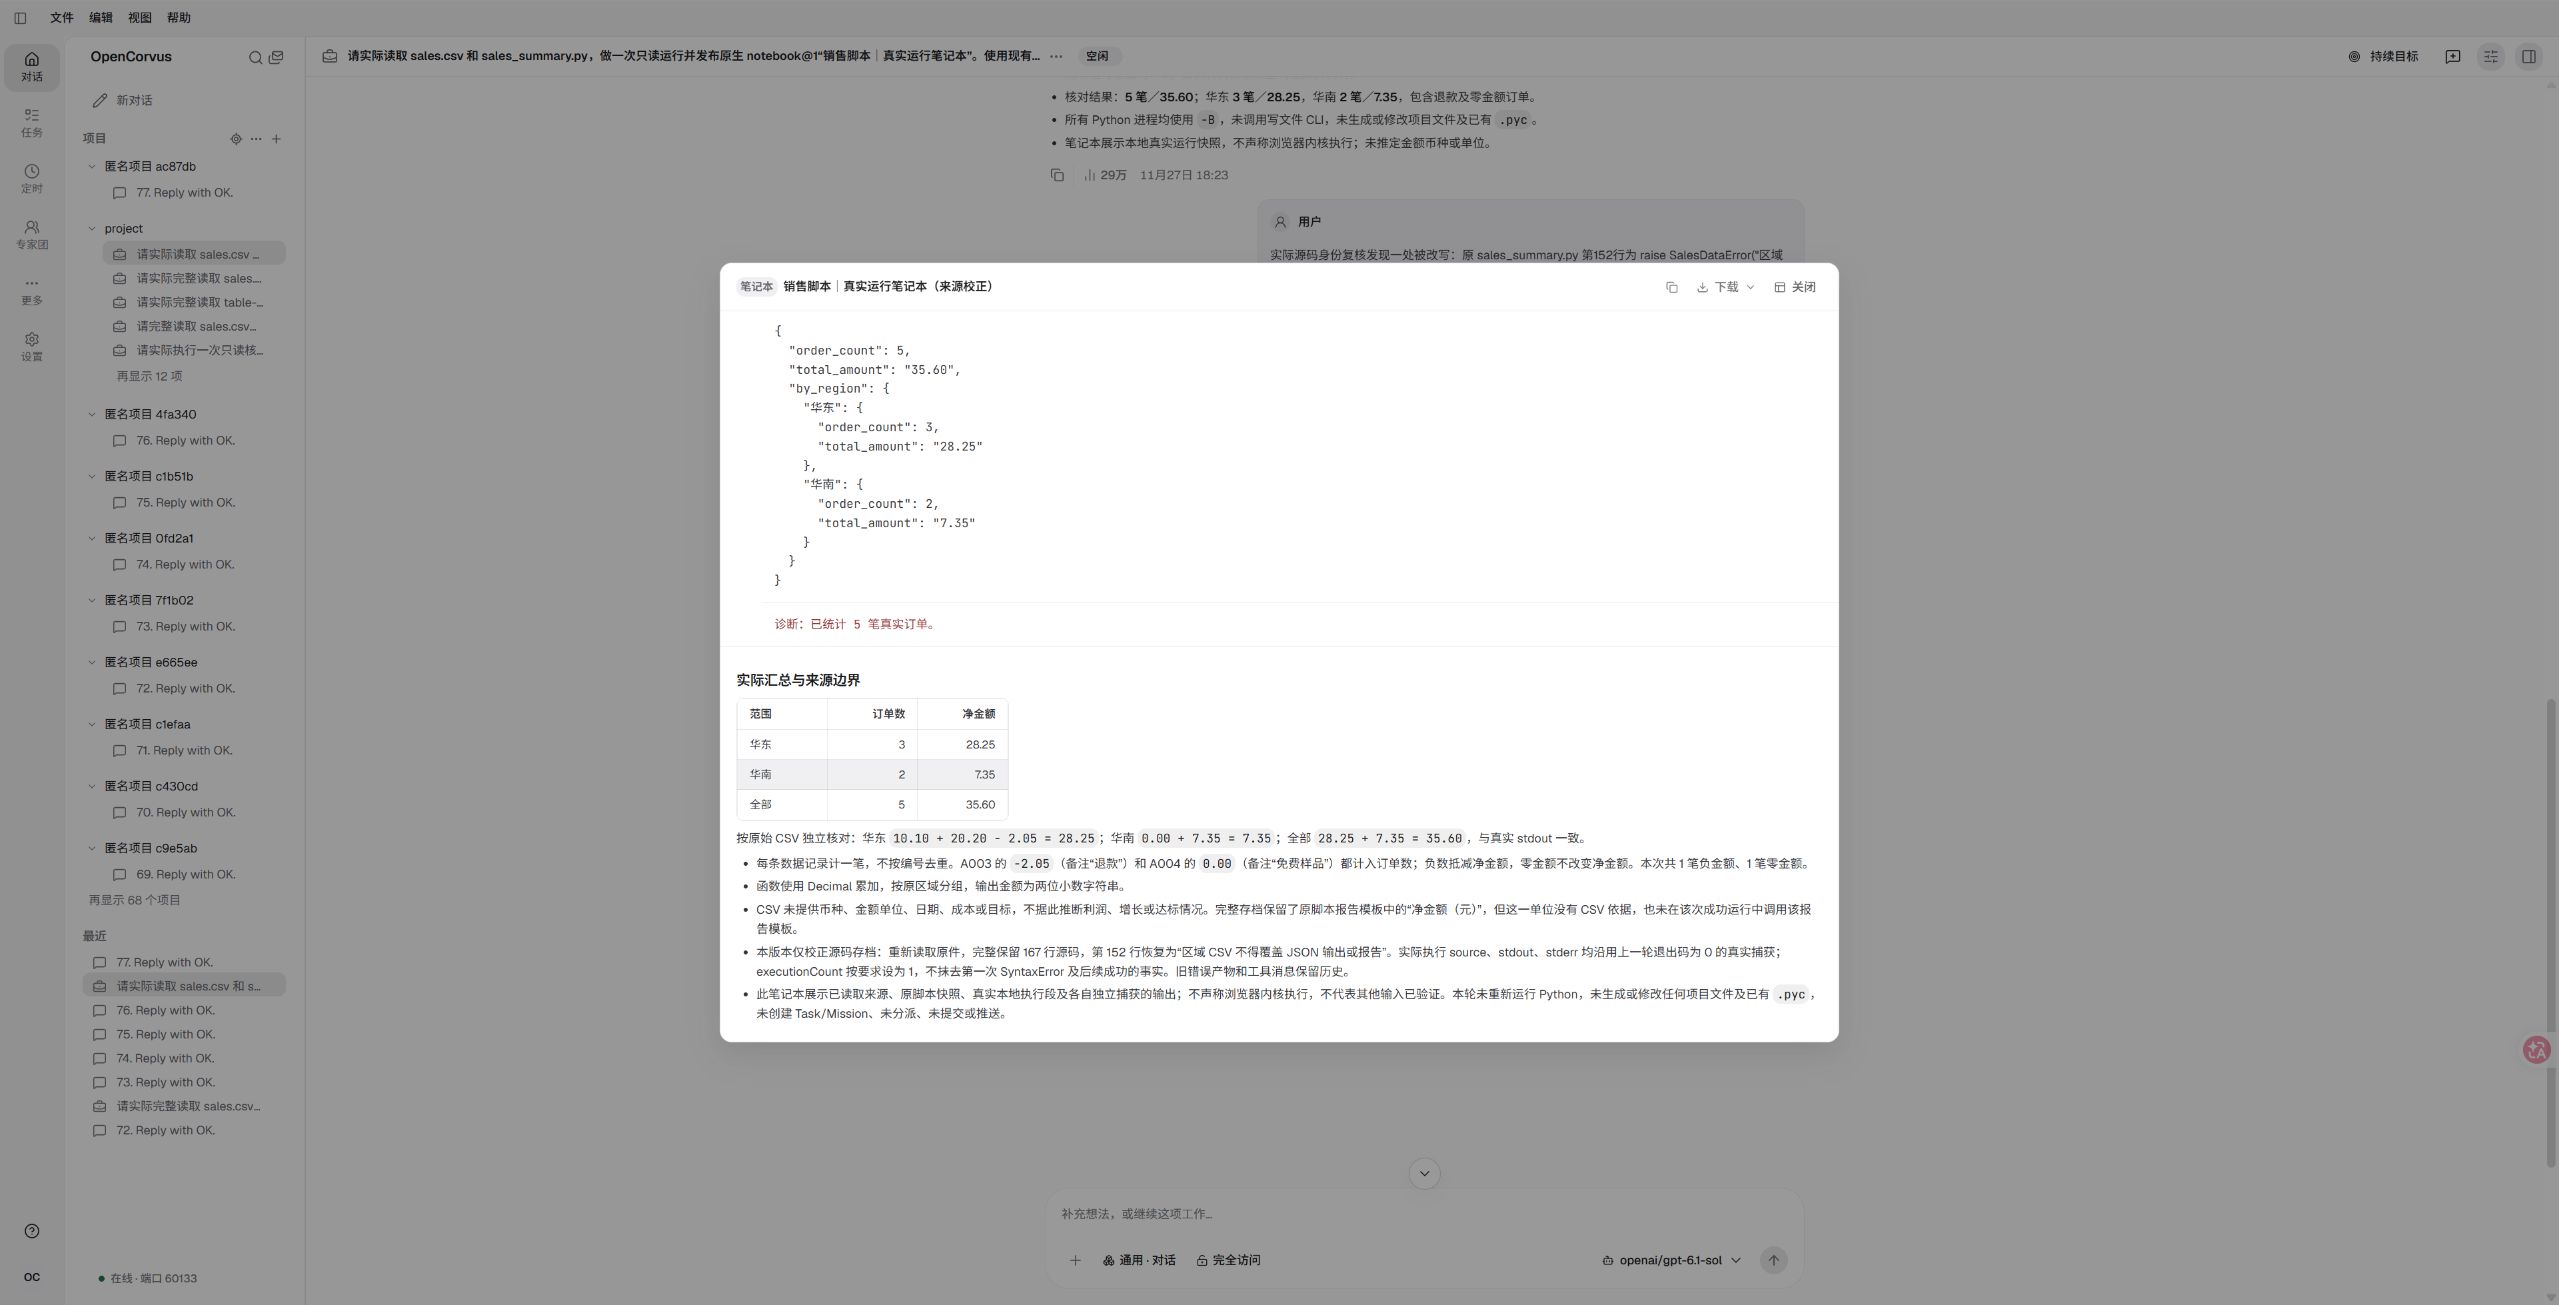 文件 编辑 视图 帮助
对话
任务
定时
专家团
更多
设置
OC
OpenCorvus
新对话
项目
匿名项目 ac87db
77. Reply with OK.
project
请实际读取 sales.csv ...
请实际完整读取 sales....
请实际完整读取 table-...
请完整读取 sales.csv...
请实际执行一次只读核...
再显示 12 项
匿名项目 4fa340
76. Reply with OK.
匿名项目 c1b51b
75. Reply with OK.
匿名项目 0fd2a1
74. Reply with OK.
匿名项目 7f1b02
73. Reply with OK.
匿名项目 e665ee
72. Reply with OK.
匿名项目 c1efaa
71. Reply with OK.
匿名项目 c430cd
70. Reply with OK.
匿名项目 c9e5ab
69. Reply with OK.
再显示 68 个项目
最近
77. Reply with OK.
请实际读取 sales.csv 和 s...
76. Reply with OK.
75. Reply with OK.
74. Reply with OK.
73. Reply with OK.
请实际完整读取 sales.csv...
72. Reply with OK.
在线 · 端口 60133
请实际读取 sales.csv 和 sales_summary.py，做一次只读运行并发布原生 notebook@1“销售脚本｜真实运行笔记本”。使用现有... ··· 空闲
持续目标
• 核对结果：5 笔／35.60；华东 3 笔／28.25，华南 2 笔／7.35，包含退款及零金额订单。
• 所有 Python 进程均使用 -B，未调用写文件 CLI，未生成或修改项目文件及已有 .pyc。
• 笔记本展示本地真实运行快照，不声称浏览器内核执行；未推定金额币种或单位。
29万 11月27日 18:23
用户
实际源码身份复核发现一处被改写：原 sales_summary.py 第152行为 raise SalesDataError("区域
笔记本 销售脚本｜真实运行笔记本（来源校正）
下载 关闭
{
"order_count": 5,
"total_amount": "35.60",
"by_region": {
"华东": {
"order_count": 3,
"total_amount": "28.25"
},
"华南": {
"order_count": 2,
"total_amount": "7.35"
}
}
}
诊断：已统计 5 笔真实订单。
实际汇总与来源边界
范围 订单数 净金额
华东 3 28.25
华南 2 7.35
全部 5 35.60
按原始 CSV 独立核对：华东 10.10 + 20.20 - 2.05 = 28.25；华南 0.00 + 7.35 = 7.35；全部 28.25 + 7.35 = 35.60，与真实 stdout 一致。
• 每条数据记录计一笔，不按编号去重。A003 的 -2.05（备注“退款”）和 A004 的 0.00（备注“免费样品”）都计入订单数；负数抵减净金额，零金额不改变净金额。本次共 1 笔负金额、1 笔零金额。
• 函数使用 Decimal 累加，按原区域分组，输出金额为两位小数字符串。
• CSV 未提供币种、金额单位、日期、成本或目标，不据此推断利润、增长或达标情况。完整存档保留了原脚本报告模板中的“净金额（元）”，但这一单位没有 CSV 依据，也未在该次成功运行中调用该报
告模板。
• 本版本仅校正源码存档：重新读取原件，完整保留 167 行源码，第 152 行恢复为“区域 CSV 不得覆盖 JSON 输出或报告”。实际执行 source、stdout、stderr 均沿用上一轮退出码为 0 的真实捕获；
executionCount 按要求设为 1，不抹去第一次 SyntaxError 及后续成功的事实。旧错误产物和工具消息保留历史。
• 此笔记本展示已读取来源、原脚本快照、真实本地执行段及各自独立捕获的输出；不声称浏览器内核执行，不代表其他输入已验证。本轮未重新运行 Python，未生成或修改任何项目文件及已有 .pyc，
未创建 Task/Mission、未分派、未提交或推送。
补充想法，或继续这项工作...
通用 · 对话 完全访问
openai/gpt-6.1-sol